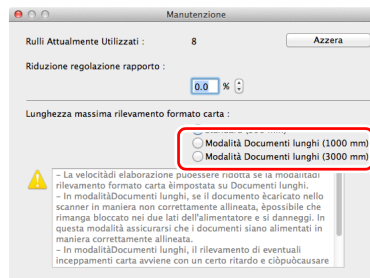 Manutenzione
Rulli Attualmente Utilizzati : 8 Azzera
Riduzione regolazione rapporto :
0.0 %
Lunghezza massima rilevamento formato carta :
Modalità Documenti lunghi (1000 mm)
Modalità Documenti lunghi (3000 mm)
– La velocitàdi elaborazione puòessere ridotta se la modalitàdi
rilevamento formato carta èimpostata su Documenti lunghi.
– In modalitàDocumenti lunghi, se il documento ècaricato nello
scanner in maniera non correttamente allineata, èpossibile che
rimanga bloccato nei due lati dell'alimentatore e si danneggi. In
questa modalità assicurarsi che i documenti siano alimentati in
maniera correttamente allineata.
– In modalitàDocumenti lunghi, il rilevamento di eventuali
inceppamenti carta avviene con un certo ritardo e ciòpuòcausare